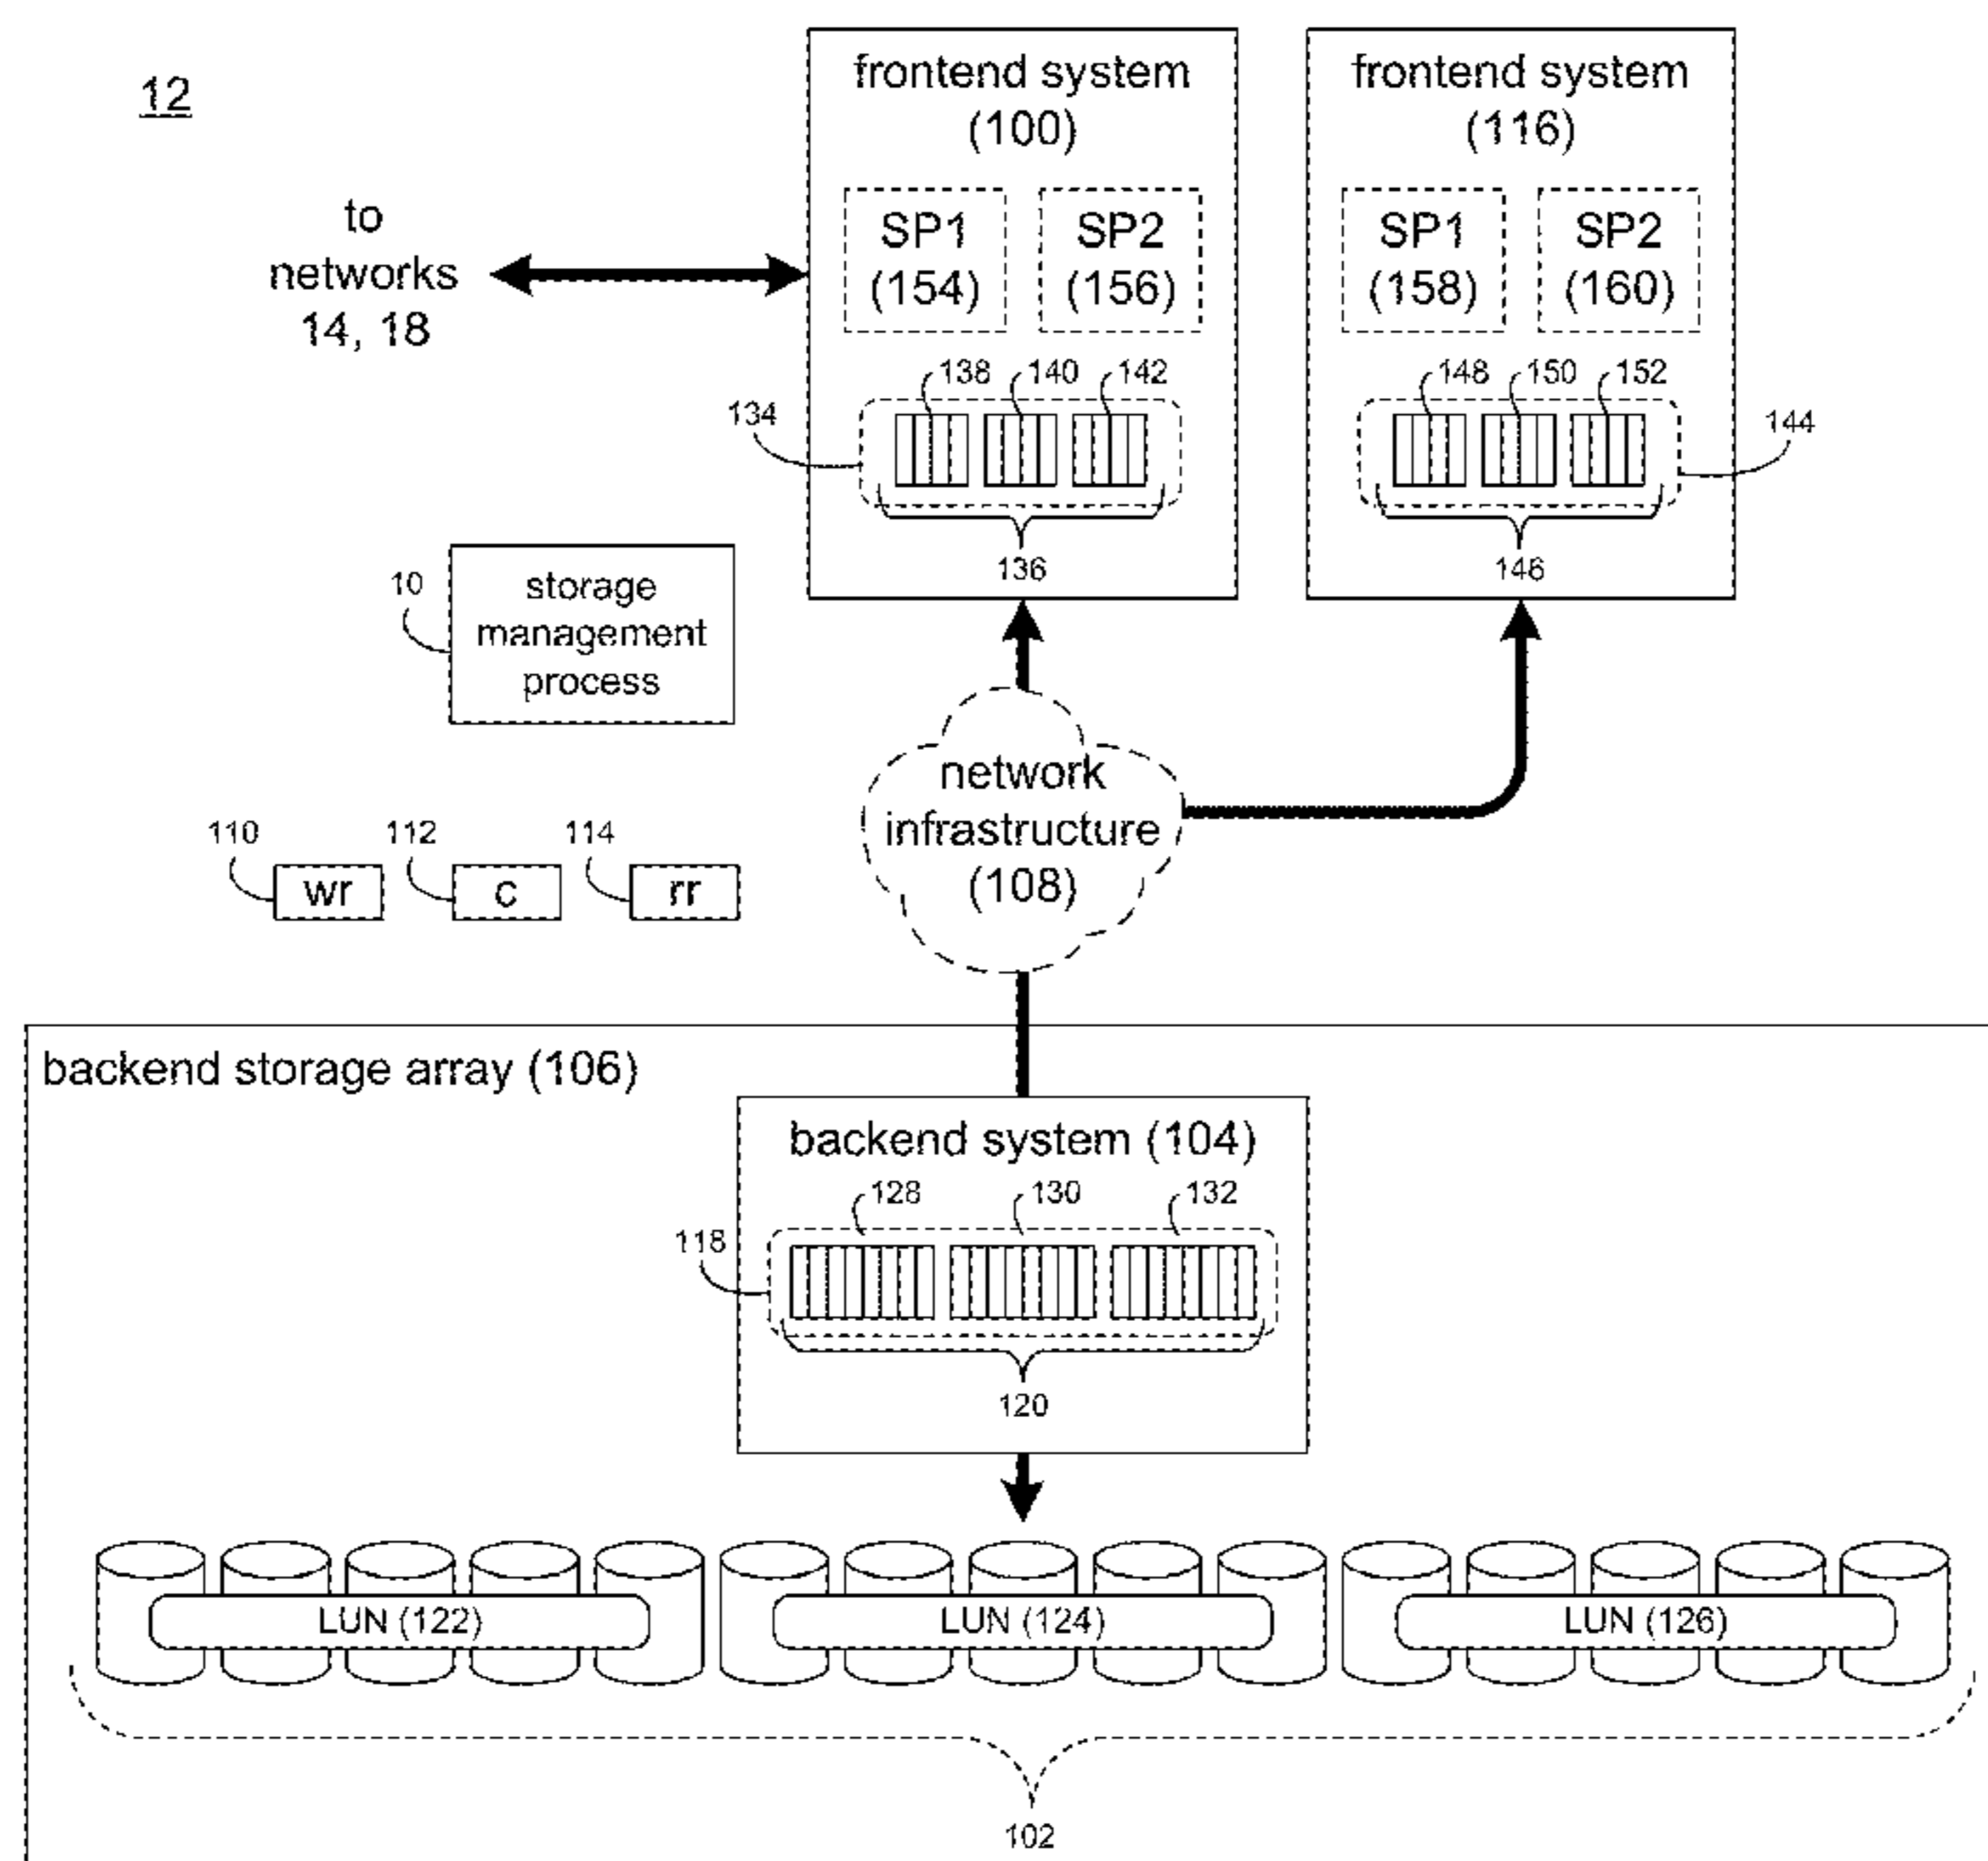 12
to
networks
14, 18
frontend system
(100)
SP1
(154)
SP2
(156)
138
140
142
134
136
frontend system
(116)
SP1
(158)
SP2
(160)
148
150
152
144
146
10
storage
management
process
network
infrastructure
(108)
110
wr
112
c
114
rr
backend storage array (106)
backend system (104)
128
130
132
118
120
LUN (122)
LUN (124)
LUN (126)
102